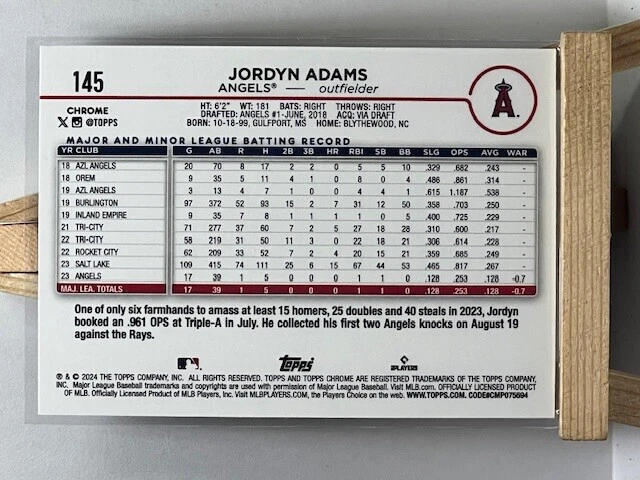 145
JORDYN ADAMS
ANGELS® — outfielder
A
CHROME
X @TOPPS
HT: 6'2" WT: 181 BATS: RIGHT THROWS: RIGHT
DRAFTED: ANGELS #1-JUNE, 2018 ACQ: VIA DRAFT
BORN: 10-18-99, GULFPORT, MS HOME: BLYTHEWOOD, NC
MAJOR AND MINOR LEAGUE BATTING RECORD
YR CLUB G AB R H 2B 3B HR RBI SB BB SLG OPS AVG WAR
18 AZL ANGELS 20 70 8 17 2 2 0 5 5 10 .329 .682 .243 -
18 OREM 9 35 5 11 4 1 0 8 0 4 .486 .861 .314 -
19 AZL ANGELS 3 13 4 7 1 0 0 4 4 1 .615 1.187 .538 -
19 BURLINGTON 97 372 52 93 15 2 7 31 12 50 .358 .703 .250 -
19 INLAND EMPIRE 9 35 7 8 1 1 1 1 0 5 .400 .725 .229 -
21 TRI-CITY 71 277 37 60 7 2 5 27 18 28 .310 .600 .217 -
22 TRI-CITY 58 219 31 50 11 3 0 22 18 21 .306 .614 .228 -
22 ROCKET CITY 62 209 33 52 7 2 4 20 15 21 .359 .685 .249 -
23 SALT LAKE 109 415 74 111 25 6 15 67 44 53 .465 .817 .267 -
23 ANGELS 17 39 1 5 0 0 0 1 1 0 .128 .253 .128 -0.7
MAJ. LEA. TOTALS 17 39 1 5 0 0 0 1 1 0 .128 .253 .128 -0.7
One of only six farmhands to amass at least 15 homers, 25 doubles and 40 steals in 2023, Jordyn
booked an .961 OPS at Triple-A in July. He collected his first two Angels knocks on August 19
against the Rays.
Topps
PLAYERS
® & © 2024 THE TOPPS COMPANY, INC. ALL RIGHTS RESERVED. TOPPS AND TOPPS CHROME ARE REGISTERED TRADEMARKS OF THE TOPPS COMPANY,
INC. Major League Baseball trademarks and copyrights are used with permission of Major League Baseball. Visit MLB.com. OFFICIALLY LICENSED PRODUCT
OF MLB. Officially Licensed Product of MLB Players, Inc. Visit MLBPLAYERS.com, the Players Choice on the web. WWW.TOPPS.COM. CODE#CMP075694